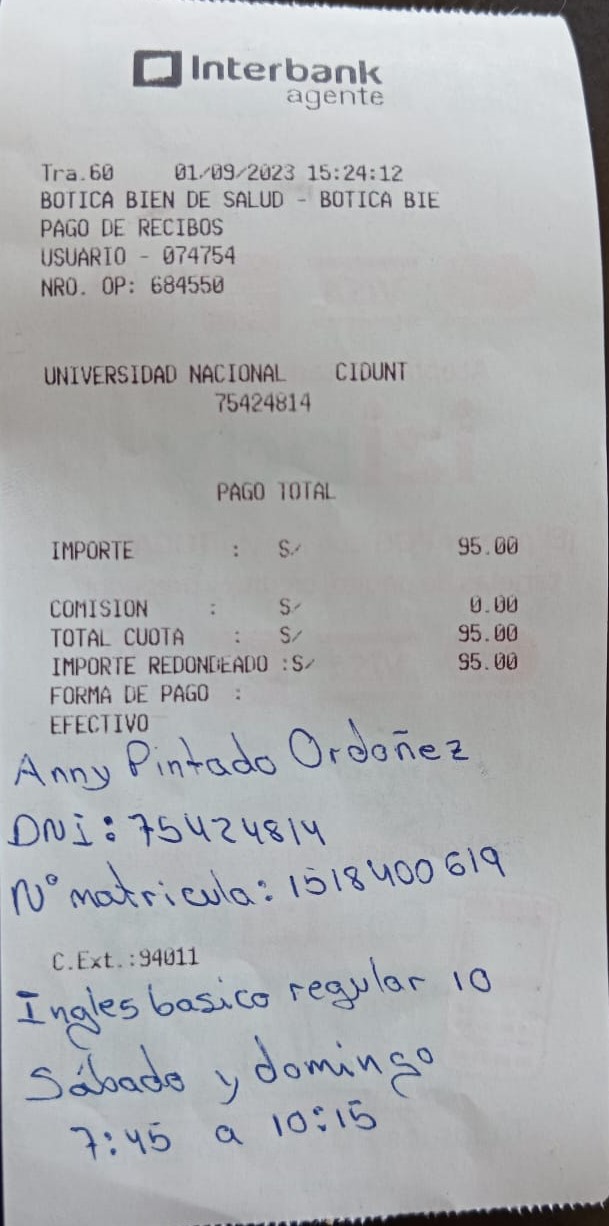 Interbank
agente
Tra.60 01/09/2023 15:24:12
BOTICA BIEN DE SALUD - BOTICA BIE
PAGO DE RECIBOS
USUARIO - 074754
NRO. OP: 684550
UNIVERSIDAD NACIONAL CIDUNT
75424814
PAGO TOTAL
IMPORTE : S/ 95.00
COMISION : S/ 0.00
TOTAL CUOTA : S/ 95.00
IMPORTE REDONDEADO :S/ 95.00
FORMA DE PAGO :
EFECTIVO
Anny Pintado Ordoñez
DNI: 75424814
N° matricula: 1518400619
C.Ext.:94011
Ingles basico regular 10
Sábado y domingo
7:45 a 10:15